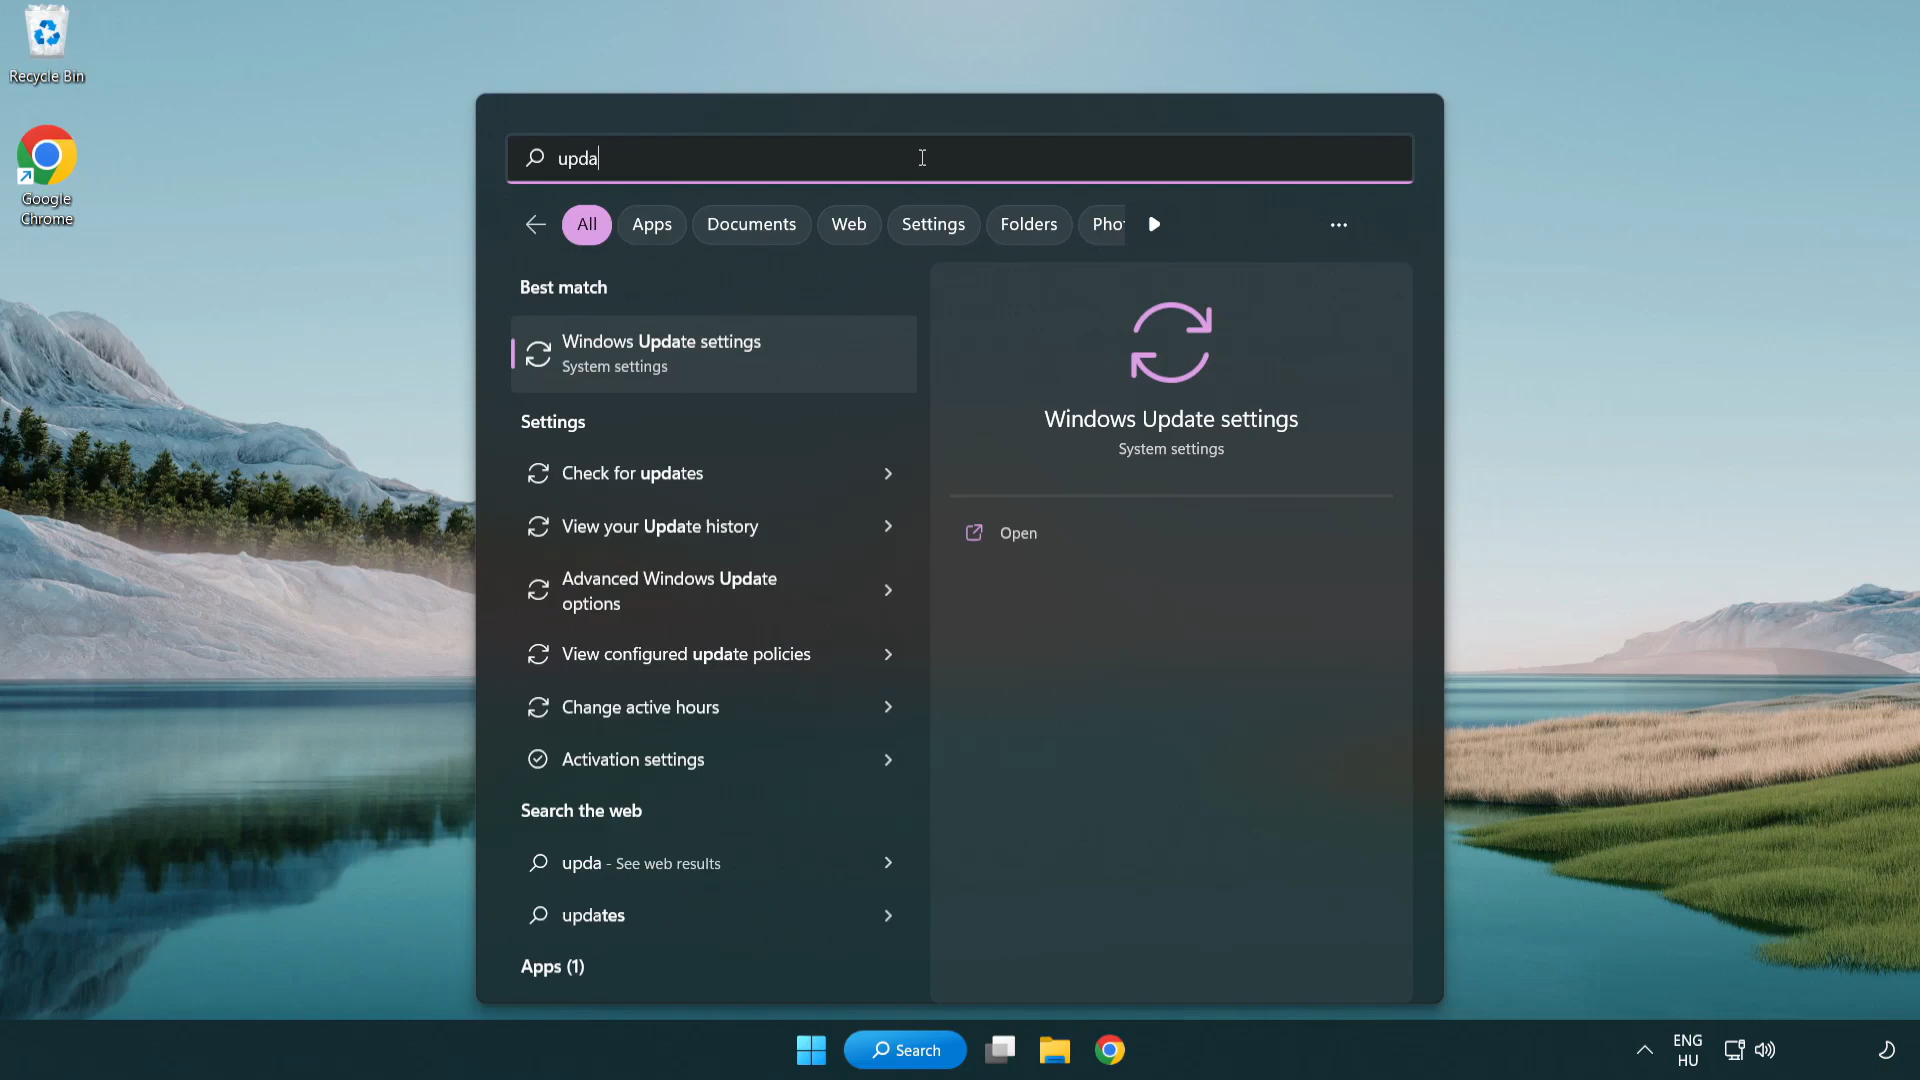 Recycle Bin
Google
Chrome
upda
All
Apps
Documents
Web
Settings
Folders
Pho
Best match
Windows Update settings
System settings
Settings
Check for updates
View your Update history
Advanced Windows Update
options
View configured update policies
Change active hours
Activation settings
Search the web
upda - See web results
updates
Apps (1)
Windows Update settings
System settings
Open
Search
ENG
HU